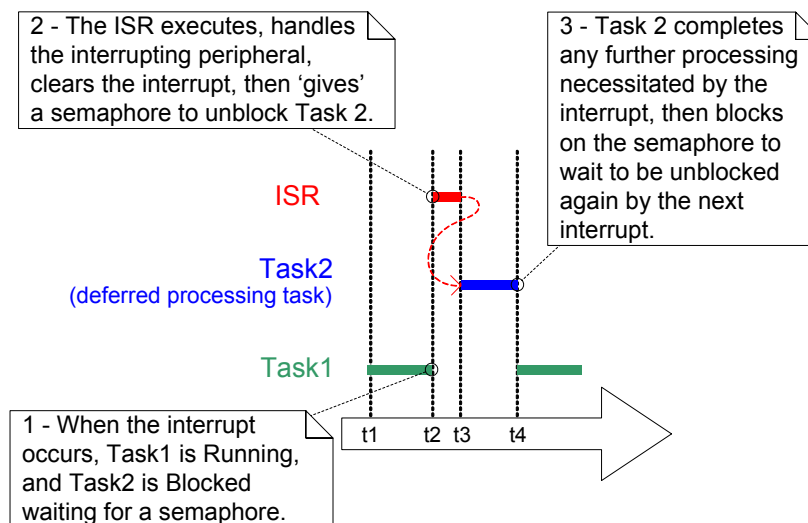 2 - The ISR executes, handles
the interrupting peripheral,
clears the interrupt, then ‘gives’
a semaphore to unblock Task 2.
3 - Task 2 completes
any further processing
necessitated by the
interrupt, then blocks
on the semaphore to
wait to be unblocked
again by the next
interrupt.
ISR
Task2
(deferred processing task)
Task1
1 - When the interrupt
occurs, Task1 is Running,
and Task2 is Blocked
waiting for a semaphore.
t1 t2 t3 t4